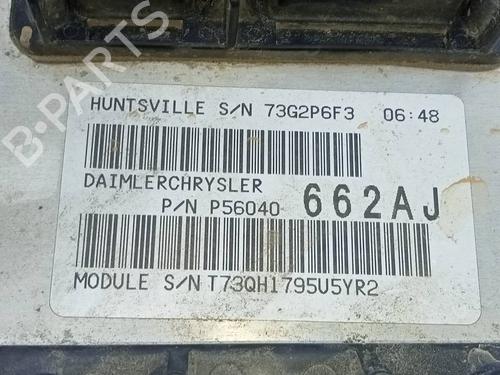 HUNTSVILLE S/N 73G2P6F3 06:48
DAIMLERCHRYSLER
P/N P56040 662AJ
MODULE S/N T73QH1795U5YR2
B-PARTS